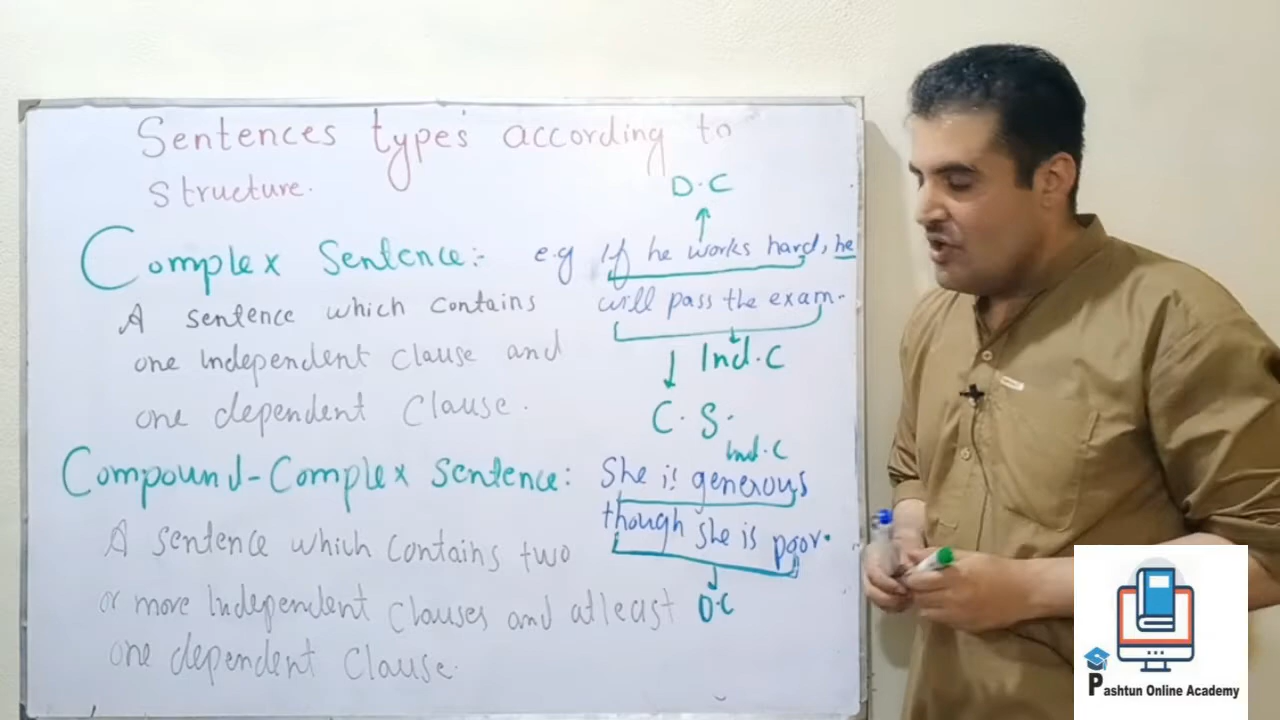 Sentences types according to
structure.
D.C
Complex Sentence:- e.g If he works hard, he
will pass the exam.
A sentence which contains
one independent clause and
one dependent clause.
Ind.C
C.S.
Ind.C
Compound-Complex sentence: She is generous
though she is poor.
D.C
A sentence which contains two
or more independent clauses and atleast
one dependent clause.
Pashtun Online Academy